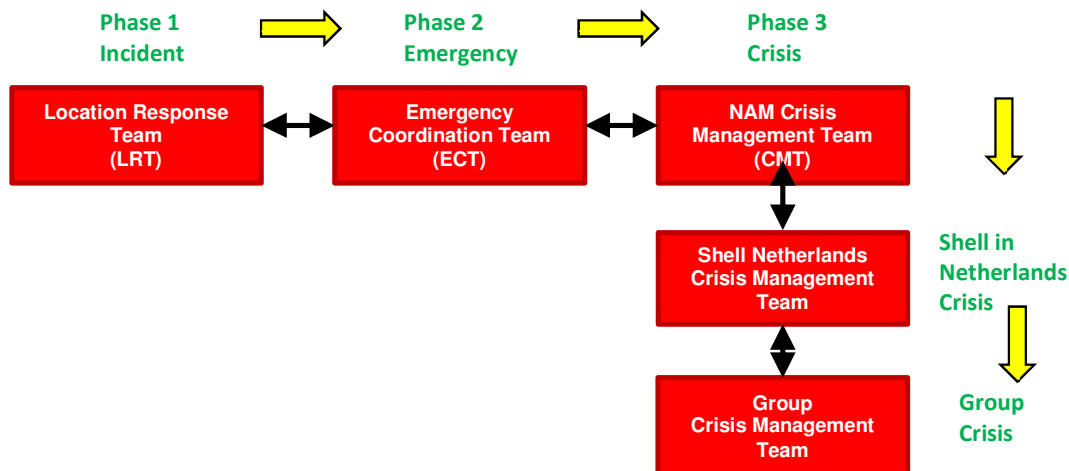 Phase 1
Incident
Phase 2
Emergency
Phase 3
Crisis
Location Response
Team
(LRT)
Emergency
Coordination Team
(ECT)
NAM Crisis
Management Team
(CMT)
Shell Netherlands
Crisis Management
Team
Shell in
Netherlands
Crisis
Group
Crisis Management
Team
Group
Crisis